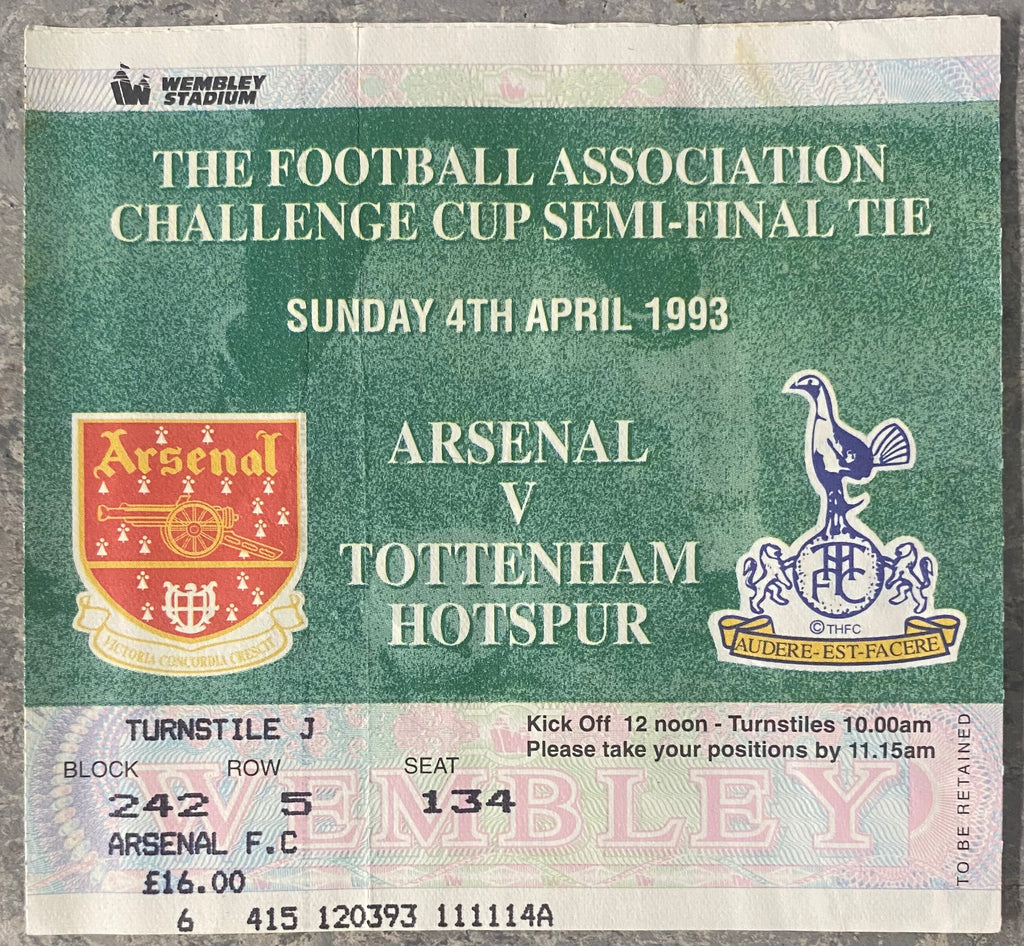 WEMBLEY
STADIUM
THE FOOTBALL ASSOCIATION
CHALLENGE CUP SEMI-FINAL TIE
SUNDAY 4TH APRIL 1993
Arsenal
VICTORIA CONCORDIA CRESCIT
ARSENAL
V
TOTTENHAM
HOTSPUR
THFC
©THFC
AUDERE-EST-FACERE
TURNSTILE J
Kick Off 12 noon - Turnstiles 10.00am
Please take your positions by 11.15am
BLOCK ROW SEAT
242 5 134
WEMBLEY
ARSENAL F.C
£16.00
6 415 120393 111114A
TO BE RETAINED